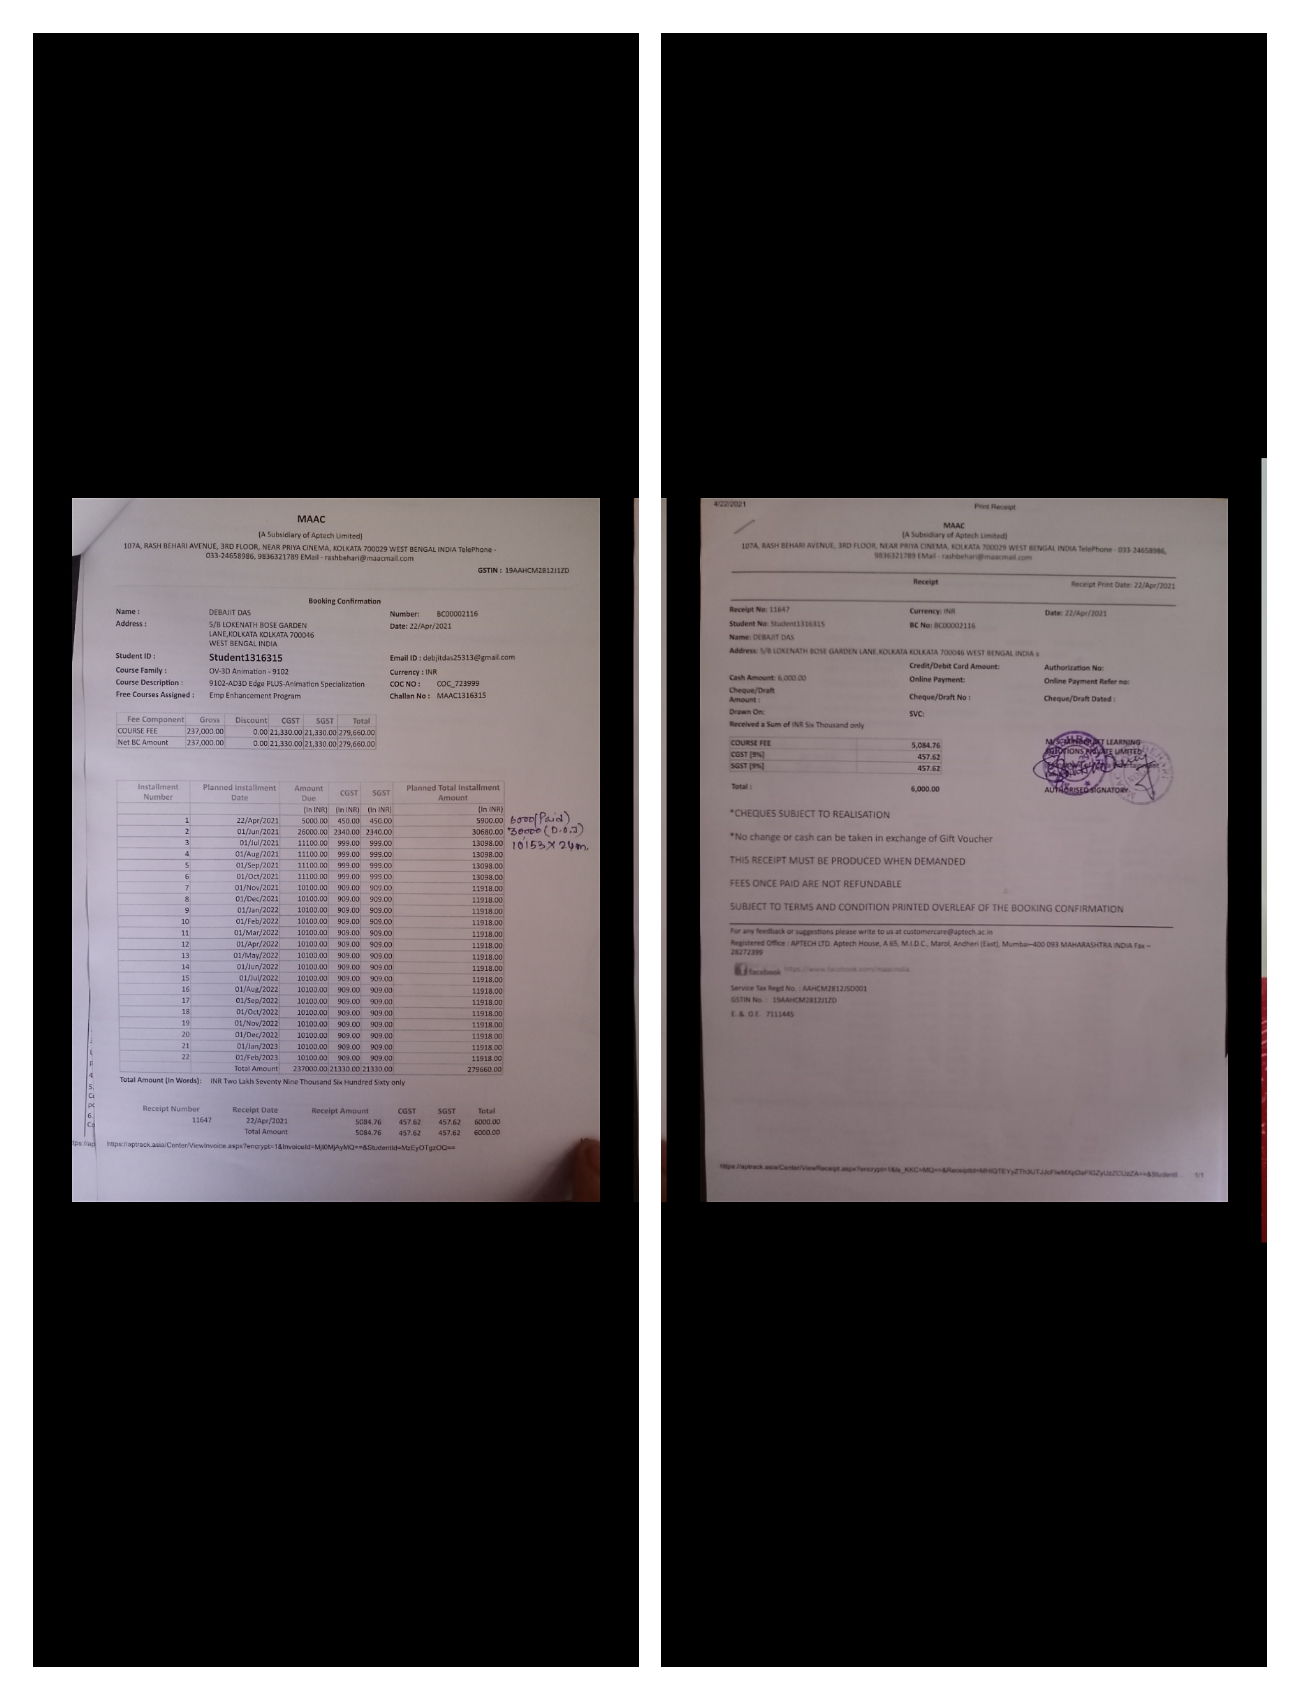 MAAC
(A Subsidiary of Aptech Limited)
107A, RASH BEHARI AVENUE, 3RD FLOOR, NEAR PRIYA CINEMA, KOLKATA 700029 WEST BENGAL INDIA TelePhone -
033-24658986, 9836321789 EMail - rashbehari@maacmail.com
GSTIN : 19AAHCM2812J1ZD
Booking Confirmation
Name : DEBAJIT DAS Number: BC00002116
Address : 5/B LOKENATH BOSE GARDEN Date: 22/Apr/2021
LANE,KOLKATA KOLKATA 700046
WEST BENGAL INDIA
Student ID : Student1316315 Email ID : debjitdas25313@gmail.com
Course Family : OV-3D Animation - 9102 Currency : INR
Course Description : 9102-AD3D Edge PLUS-Animation Specialization COC NO : COC_723999
Free Courses Assigned : Emp Enhancement Program Challan No : MAAC1316315
Fee Component Gross Discount CGST SGST Total
COURSE FEE 237,000.00 0.00 21,330.00 21,330.00 279,660.00
Net BC Amount 237,000.00 0.00 21,330.00 21,330.00 279,660.00
Installment Number Planned Installment Date Amount Due CGST SGST Planned Total Installment Amount
(In INR) (In INR) (In INR) (In INR)
1 22/Apr/2021 5000.00 450.00 450.00 5900.00 6000 (Paid)
2 01/Jun/2021 26000.00 2340.00 2340.00 30680.00 *30000 (D.O.J)
3 01/Jul/2021 11100.00 999.00 999.00 13098.00 10153 X 24m.
4 01/Aug/2021 11100.00 999.00 999.00 13098.00
5 01/Sep/2021 11100.00 999.00 999.00 13098.00
6 01/Oct/2021 11100.00 999.00 999.00 13098.00
7 01/Nov/2021 10100.00 909.00 909.00 11918.00
8 01/Dec/2021 10100.00 909.00 909.00 11918.00
9 01/Jan/2022 10100.00 909.00 909.00 11918.00
10 01/Feb/2022 10100.00 909.00 909.00 11918.00
11 01/Mar/2022 10100.00 909.00 909.00 11918.00
12 01/Apr/2022 10100.00 909.00 909.00 11918.00
13 01/May/2022 10100.00 909.00 909.00 11918.00
14 01/Jun/2022 10100.00 909.00 909.00 11918.00
15 01/Jul/2022 10100.00 909.00 909.00 11918.00
16 01/Aug/2022 10100.00 909.00 909.00 11918.00
17 01/Sep/2022 10100.00 909.00 909.00 11918.00
18 01/Oct/2022 10100.00 909.00 909.00 11918.00
19 01/Nov/2022 10100.00 909.00 909.00 11918.00
20 01/Dec/2022 10100.00 909.00 909.00 11918.00
21 01/Jan/2023 10100.00 909.00 909.00 11918.00
22 01/Feb/2023 10100.00 909.00 909.00 11918.00
Total Amount 237000.00 21330.00 21330.00 279660.00
Total Amount (In Words): INR Two Lakh Seventy Nine Thousand Six Hundred Sixty only
Receipt Number Receipt Date Receipt Amount CGST SGST Total
11647 22/Apr/2021 5084.76 457.62 457.62 6000.00
Total Amount 5084.76 457.62 457.62 6000.00
4/22/2021 Print Receipt
MAAC
(A Subsidiary of Aptech Limited)
107A, RASH BEHARI AVENUE, 3RD FLOOR, NEAR PRIYA CINEMA, KOLKATA 700029 WEST BENGAL INDIA TelePhone - 033-24658986,
9836321789 EMail - rashbehari@maacmail.com
Receipt Receipt Print Date: 22/Apr/2021
Receipt No: 11647 Currency: INR Date: 22/Apr/2021
Student No: Student1316315 BC No: BC00002116
Name: DEBAJIT DAS
Address: 5/B LOKENATH BOSE GARDEN LANE,KOLKATA KOLKATA 700046 WEST BENGAL INDIA s
Credit/Debit Card Amount: Authorization No:
Cash Amount: 6,000.00 Online Payment: Online Payment Refer no:
Cheque/Draft Amount : Cheque/Draft No : Cheque/Draft Dated :
Drawn On: SVC:
Received a Sum of INR Six Thousand only
COURSE FEE 5,084.76
CGST [9%] 457.62
SGST [9%] 457.62
LEARNING
PRIVATE LIMITED
Total : 6,000.00 AUTHORISED SIGNATORY
*CHEQUES SUBJECT TO REALISATION
*No change or cash can be taken in exchange of Gift Voucher
THIS RECEIPT MUST BE PRODUCED WHEN DEMANDED
FEES ONCE PAID ARE NOT REFUNDABLE
SUBJECT TO TERMS AND CONDITION PRINTED OVERLEAF OF THE BOOKING CONFIRMATION
For any feedback or suggestions please write to us at customercare@aptech.ac.in
Registered Office : APTECH LTD. Aptech House, A 65, M.I.D.C., Marol, Andheri (East), Mumbai–400 093 MAHARASHTRA INDIA Fax –
28272399
facebook https://www.facebook.com/maacindia
Service Tax Regd No. : AAHCM2812JSD001
GSTIN No. : 19AAHCM2812J1ZD
E. & O.E. 7111445
1/1